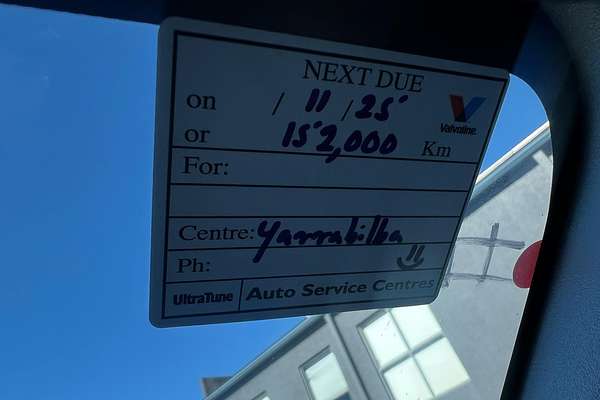 NEXT DUE
on / 11 / 25
or 152,000 Km
Valvoline.
For:
Centre: Yarrabilba
Ph:
UltraTune Auto Service Centres